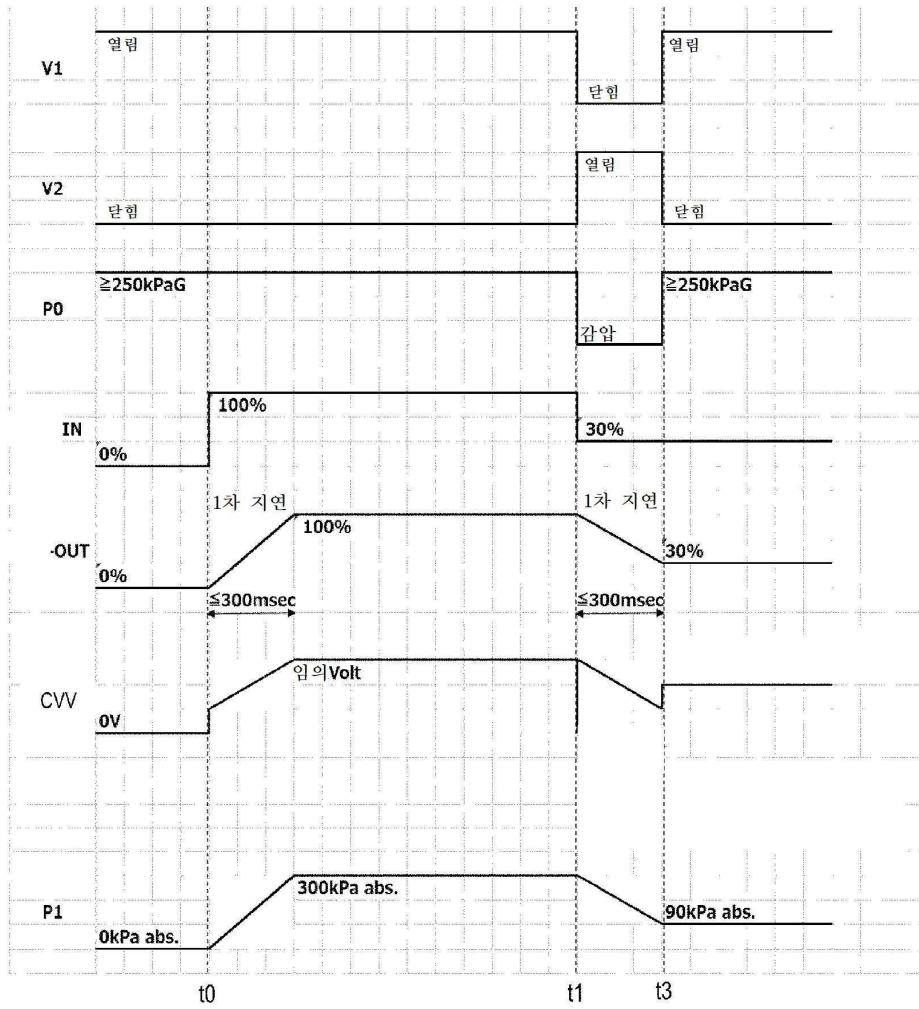 열림
열림
V1
닫힘
열림
V2
닫힘
닫힘
≧250kPaG
≧250kPaG
P0
감압
100%
IN
30%
0%
1차 지연
1차 지연
100%
·OUT
30%
0%
≦300msec
≦300msec
임의Volt
CVV
0V
300kPa abs.
P1
90kPa abs.
0kPa abs.
t0
t1
t3